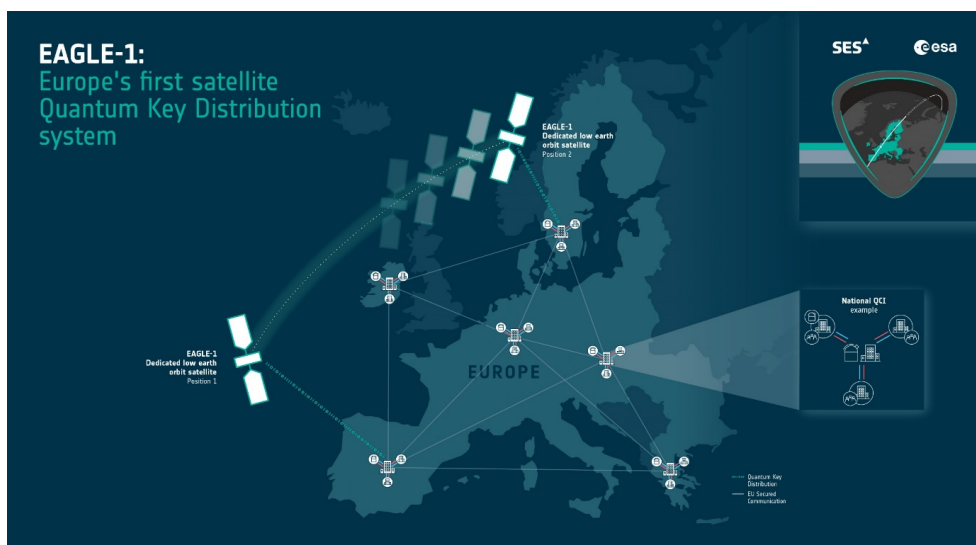 EAGLE-1:
Europe's first satellite
Quantum Key Distribution
system
SES
esa
EAGLE-1
Dedicated low earth
orbit satellite
Position 2
EAGLE-1
Dedicated low earth
orbit satellite
Position 1
EUROPE
National QCI
example
Quantum Key
Distribution
EU Secured
Communication